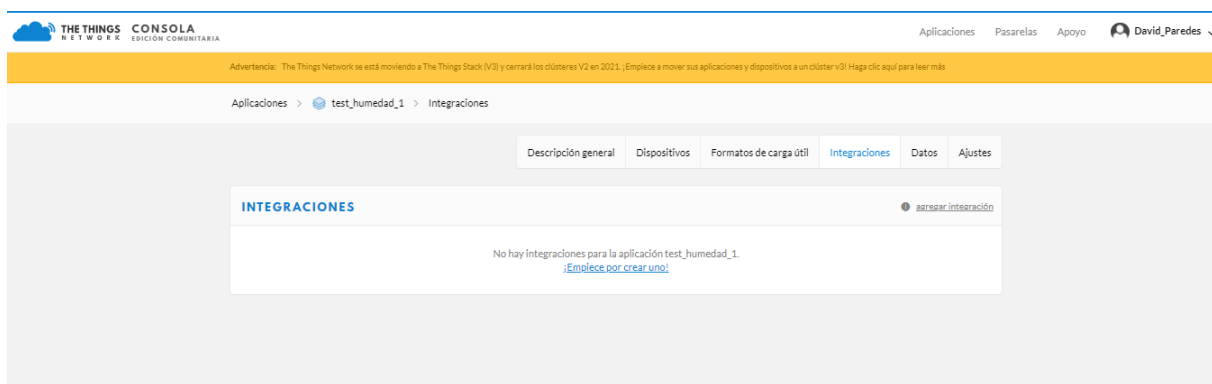 THE THINGS NETWORK
CONSOLA
EDICIÓN COMUNITARIA
Aplicaciones Pasarelas Apoyo David_Paredes
Advertencia: The Things Network se está moviendo a The Things Stack (V3) y cerrará los clústeres V2 en 2021. ¡Empiece a mover sus aplicaciones y dispositivos a un clúster v3! Haga clic aquí para leer más
Aplicaciones > test_humedad_1 > Integraciones
Descripción general Dispositivos Formatos de carga útil Integraciones Datos Ajustes
INTEGRACIONES
agregar integración
No hay integraciones para la aplicación test_humedad_1.
¡Empiece por crear uno!